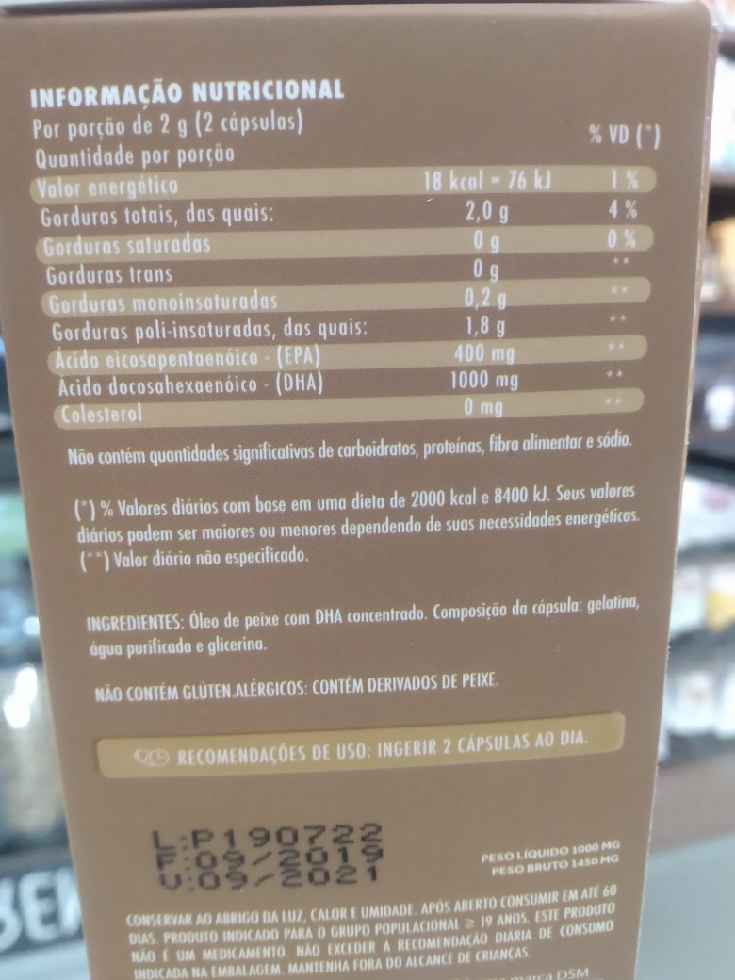 INFORMAÇÃO NUTRICIONAL
Por porção de 2 g (2 cápsulas)
Quantidade por porção % VD (*)
Valor energético 18 kcal = 76 kJ 1 %
Gorduras totais, das quais: 2,0 g 4 %
Gorduras saturadas 0 g 0 %
Gorduras trans 0 g **
Gorduras monoinsaturadas 0,2 g **
Gorduras poli-insaturadas, das quais: 1,8 g **
Ácido eicosapentaenóico - (EPA) 400 mg **
Ácido docosahexaenóico - (DHA) 1000 mg **
Colesterol 0 mg **
Não contém quantidades significativas de carboidratos, proteínas, fibra alimentar e sódio.
(*) % Valores diários com base em uma dieta de 2000 kcal e 8400 kJ. Seus valores
diários podem ser maiores ou menores dependendo de suas necessidades energéticas.
(**) Valor diário não especificado.
INGREDIENTES: Óleo de peixe com DHA concentrado. Composição da cápsula: gelatina,
água purificada e glicerina.
NÃO CONTÉM GLÚTEN.ALÉRGICOS: CONTÉM DERIVADOS DE PEIXE.
RECOMENDAÇÕES DE USO: INGERIR 2 CÁPSULAS AO DIA.
L:P190722
F:09/2019
V:09/2021
PESO LÍQUIDO 1000 MG
PESO BRUTO 1450 MG
CONSERVAR AO ABRIGO DA LUZ, CALOR E UMIDADE. APÓS ABERTO CONSUMIR EM ATÉ 60
DIAS. PRODUTO INDICADO PARA O GRUPO POPULACIONAL ≥ 19 ANOS. ESTE PRODUTO
NÃO É UM MEDICAMENTO. NÃO EXCEDER A RECOMENDAÇÃO DIÁRIA DE CONSUMO
INDICADA NA EMBALAGEM. MANTENHA FORA DO ALCANCE DE CRIANÇAS.
marca DSM